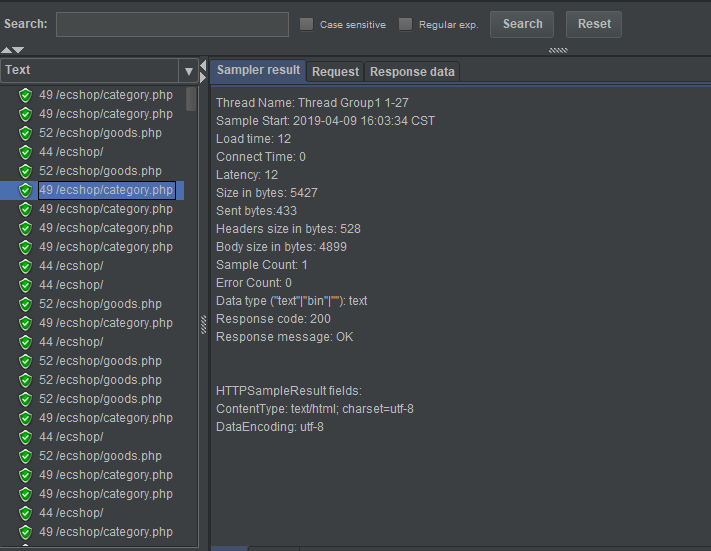 Search:
Case sensitive
Regular exp.
Search
Reset
Text
49 /ecshop/category.php
49 /ecshop/category.php
52 /ecshop/goods.php
44 /ecshop/
52 /ecshop/goods.php
49 /ecshop/category.php
49 /ecshop/category.php
49 /ecshop/category.php
49 /ecshop/category.php
44 /ecshop/
44 /ecshop/
52 /ecshop/goods.php
49 /ecshop/category.php
44 /ecshop/
52 /ecshop/goods.php
52 /ecshop/goods.php
52 /ecshop/goods.php
49 /ecshop/category.php
44 /ecshop/
52 /ecshop/goods.php
49 /ecshop/category.php
49 /ecshop/category.php
44 /ecshop/
49 /ecshop/category.php
Sampler result
Request
Response data
Thread Name: Thread Group1 1-27
Sample Start: 2019-04-09 16:03:34 CST
Load time: 12
Connect Time: 0
Latency: 12
Size in bytes: 5427
Sent bytes:433
Headers size in bytes: 528
Body size in bytes: 4899
Sample Count: 1
Error Count: 0
Data type ("text"|"bin"|""): text
Response code: 200
Response message: OK
HTTPSampleResult fields:
ContentType: text/html; charset=utf-8
DataEncoding: utf-8